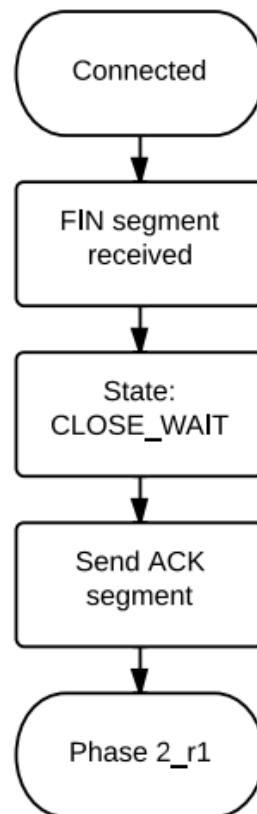 Connected
FIN segment
received
State:
CLOSE_WAIT
Send ACK
segment
Phase 2_r1